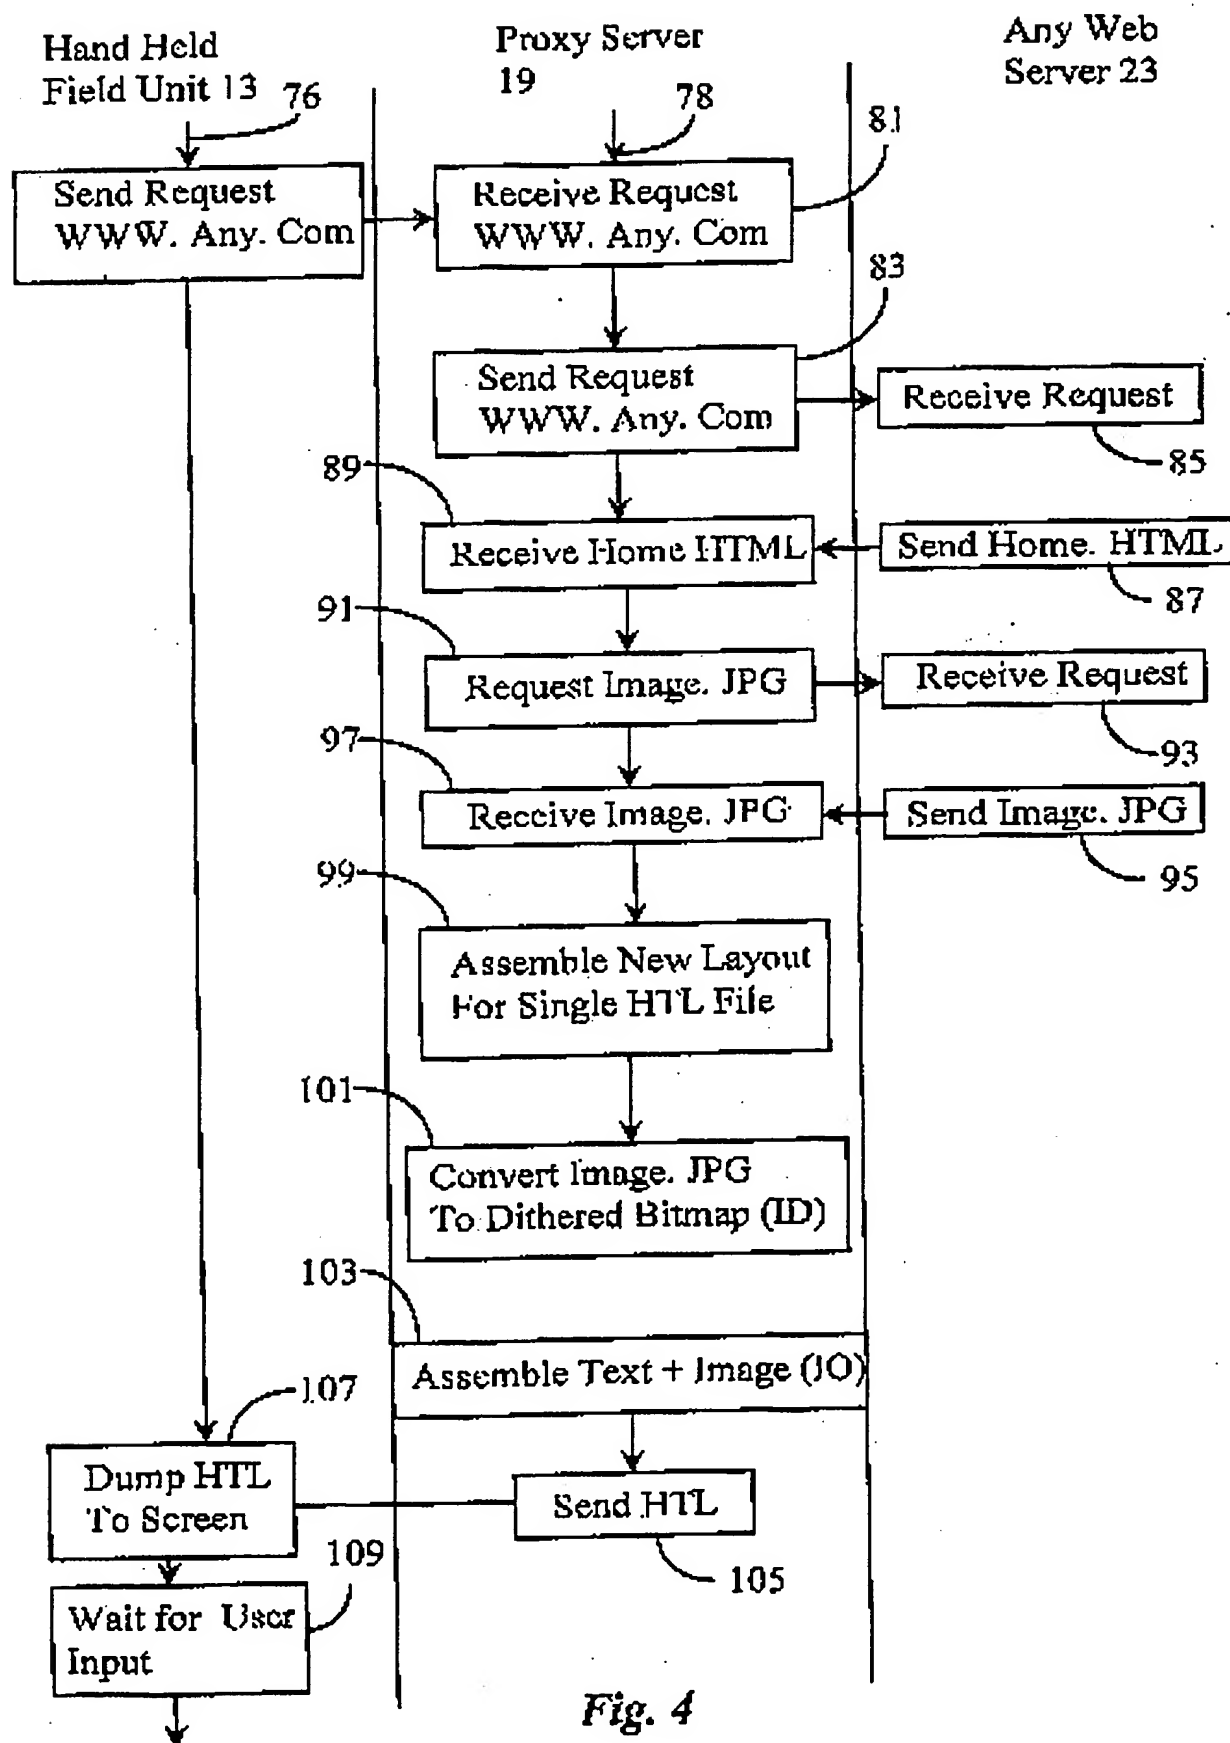 Hand Held
Field Unit 13
76
Proxy Server
19
78
Any Web
Server 23
81
Send Request
WWW. Any. Com
Receive Request
WWW. Any. Com
83
Send Request
WWW. Any. Com
Receive Request
85
89
Receive Home HTML
Send Home. HTML
87
91
Request Image. JPG
Receive Request
93
97
Receive Image. JPG
Send Image. JPG
95
99
Assemble New Layout
For Single HTL File
101
Convert Image. JPG
To Dithered Bitmap (ID)
103
Assemble Text + Image (JO)
107
Dump HTL
To Screen
Send HTL
105
109
Wait for User
Input
Fig. 4